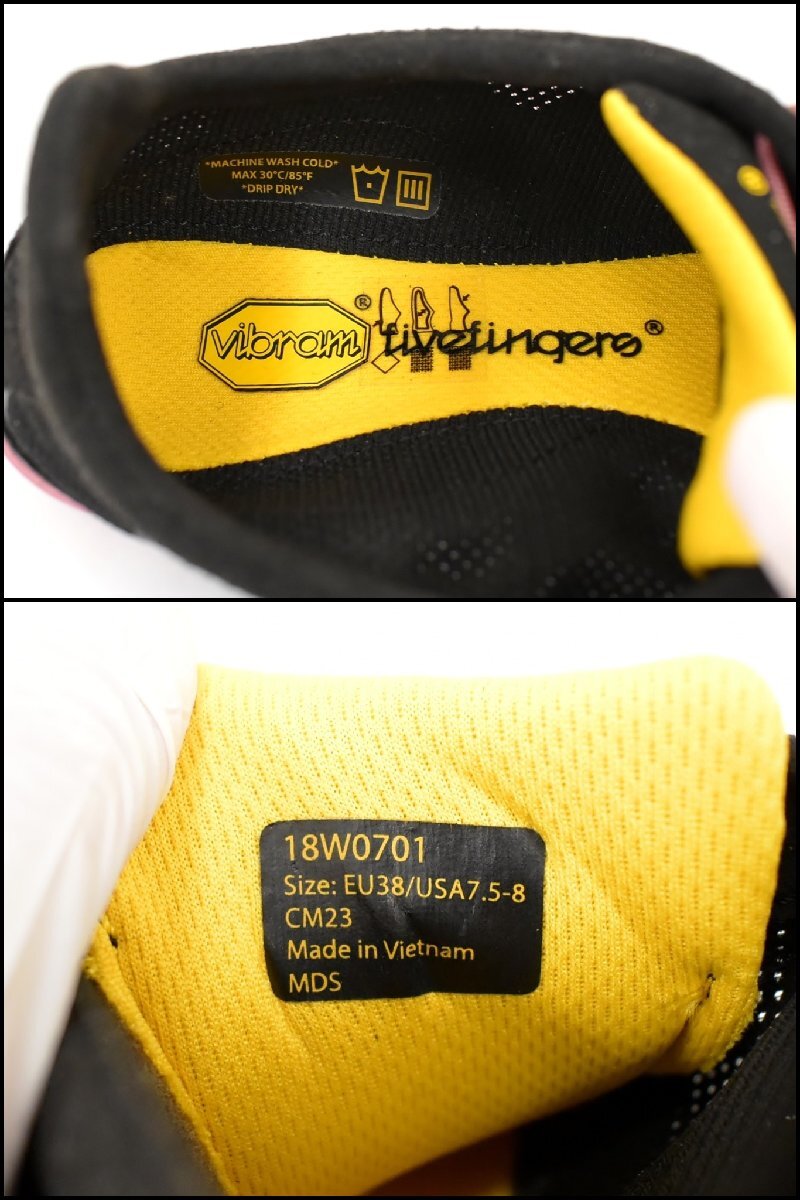 *MACHINE WASH COLD*
MAX 30°C/85°F
*DRIP DRY*
vibram® fivefingers®
18W0701
Size: EU38/USA7.5-8
CM23
Made in Vietnam
MDS